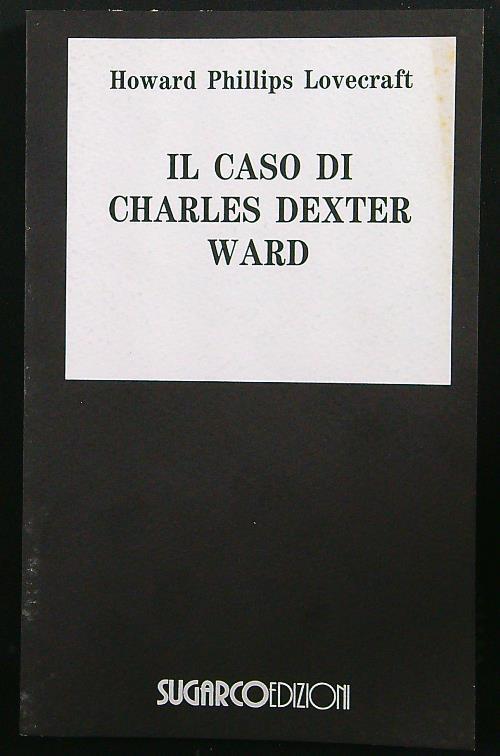 Howard Phillips Lovecraft
IL CASO DI
CHARLES DEXTER
WARD
SUGARCOEDIZIONI